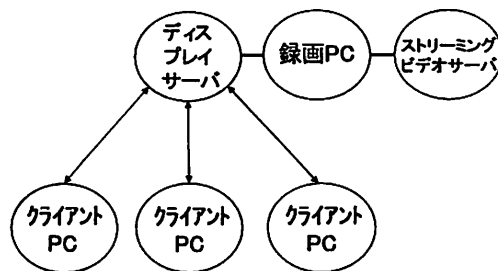 ディス
プレイ
サーバ
録画PC
ストリーミング
ビデオサーバ
クライアント
PC
クライアント
PC
クライアント
PC